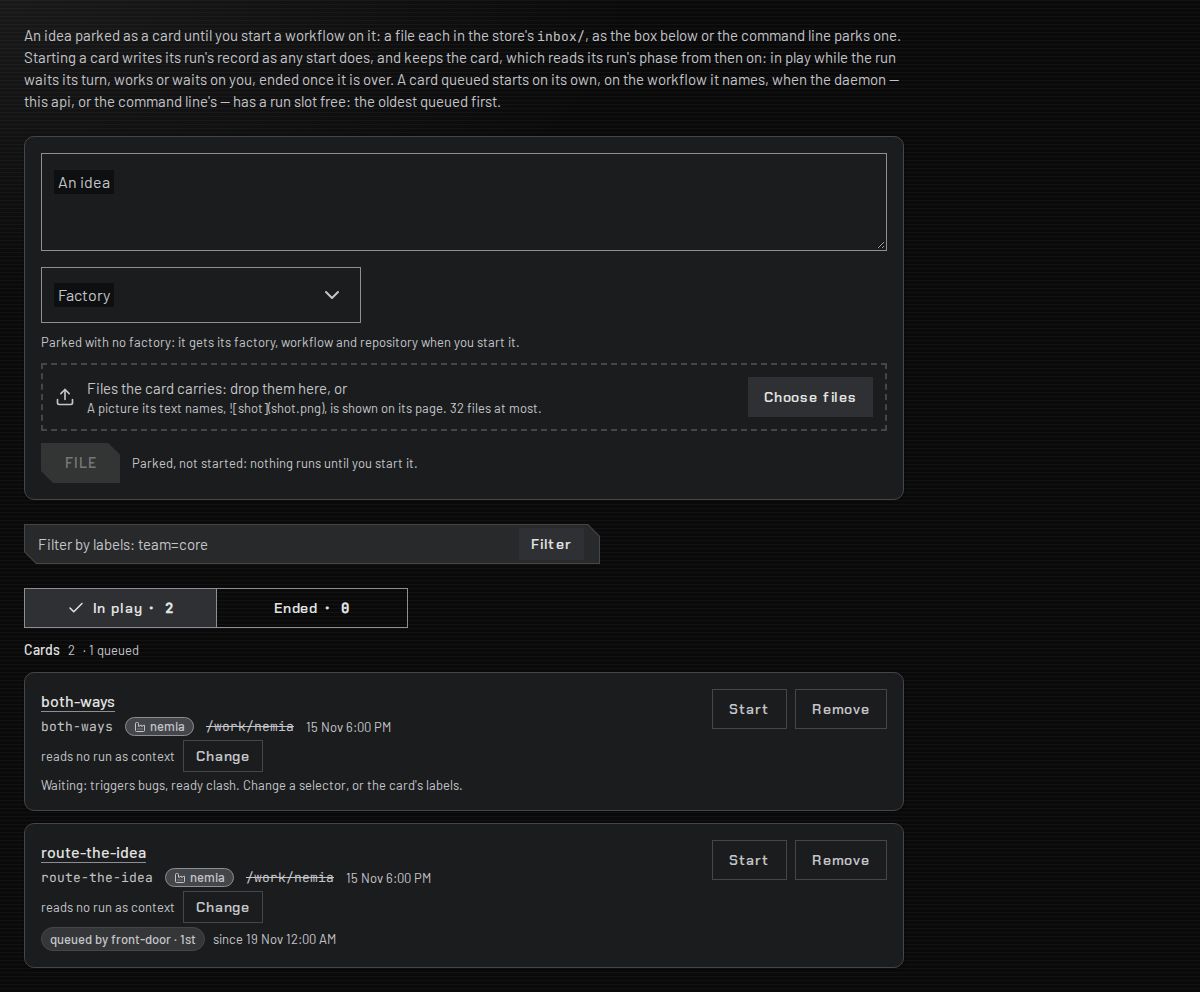 An idea parked as a card until you start a workflow on it: a file each in the store's inbox/, as the box below or the command line parks one.
Starting a card writes its run's record as any start does, and keeps the card, which reads its run's phase from then on: in play while the run
waits its turn, works or waits on you, ended once it is over. A card queued starts on its own, on the workflow it names, when the daemon —
this api, or the command line's — has a run slot free: the oldest queued first.
An idea
Factory
Parked with no factory: it gets its factory, workflow and repository when you start it.
Files the card carries: drop them here, or
A picture its text names, ![shot](shot.png), is shown on its page. 32 files at most.
Choose files
FILE
Parked, not started: nothing runs until you start it.
Filter by labels: team=core
Filter
In play · 2
Ended · 0
Cards 2 · 1 queued
both-ways
Start
Remove
both-ways nemia /work/nemia 15 Nov 6:00 PM
reads no run as context Change
Waiting: triggers bugs, ready clash. Change a selector, or the card's labels.
route-the-idea
Start
Remove
route-the-idea nemia /work/nemia 15 Nov 6:00 PM
reads no run as context Change
queued by front-door · 1st since 19 Nov 12:00 AM